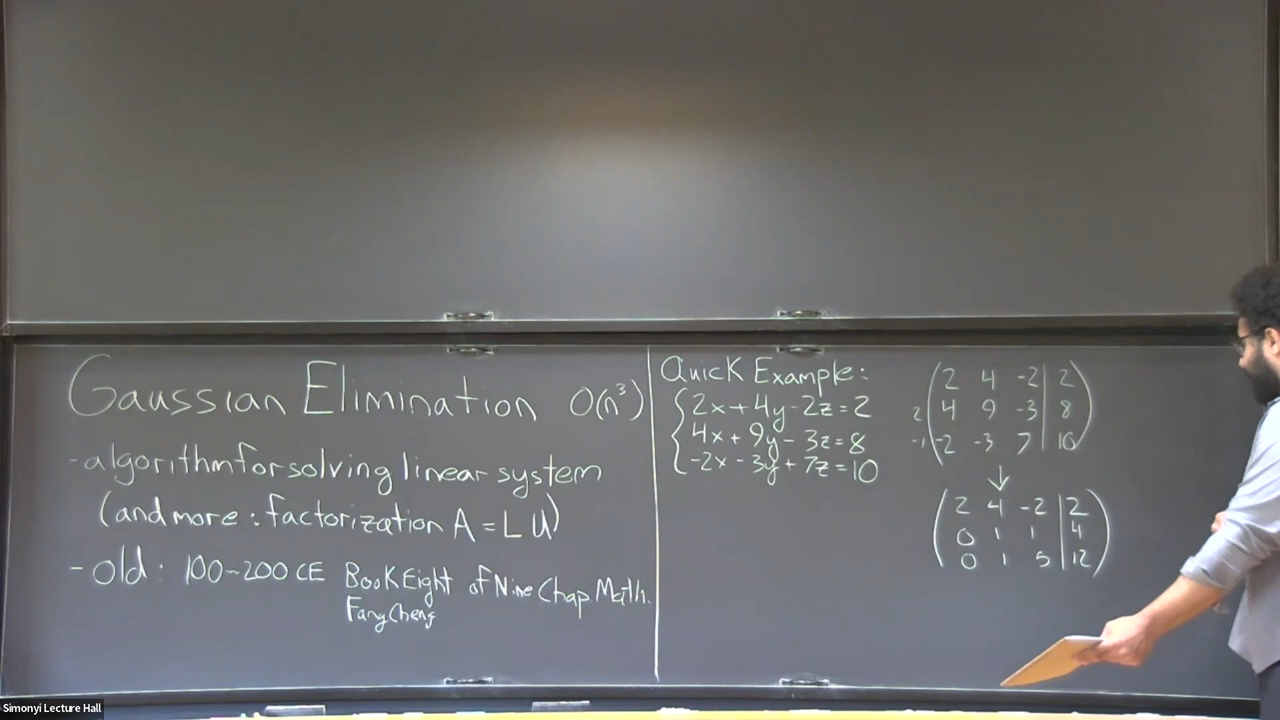 Gaussian Elimination O(n³)
-algorithm for solving linear system
(and more: factorization A = L U)
- old: 100-200 CE Book Eight of Nine Chap Math.
Fang Cheng
Quick Example:
2x+4y-2z=2
4x+9y-3z=8
-2x-3y+7z=10
2 4 -2 | 2
2 4 9 -3 | 8
-1 -2 -3 7 | 10
↓
2 4 -2 | 2
0 1 1 | 4
0 1 5 | 12
Simonyi Lecture Hall